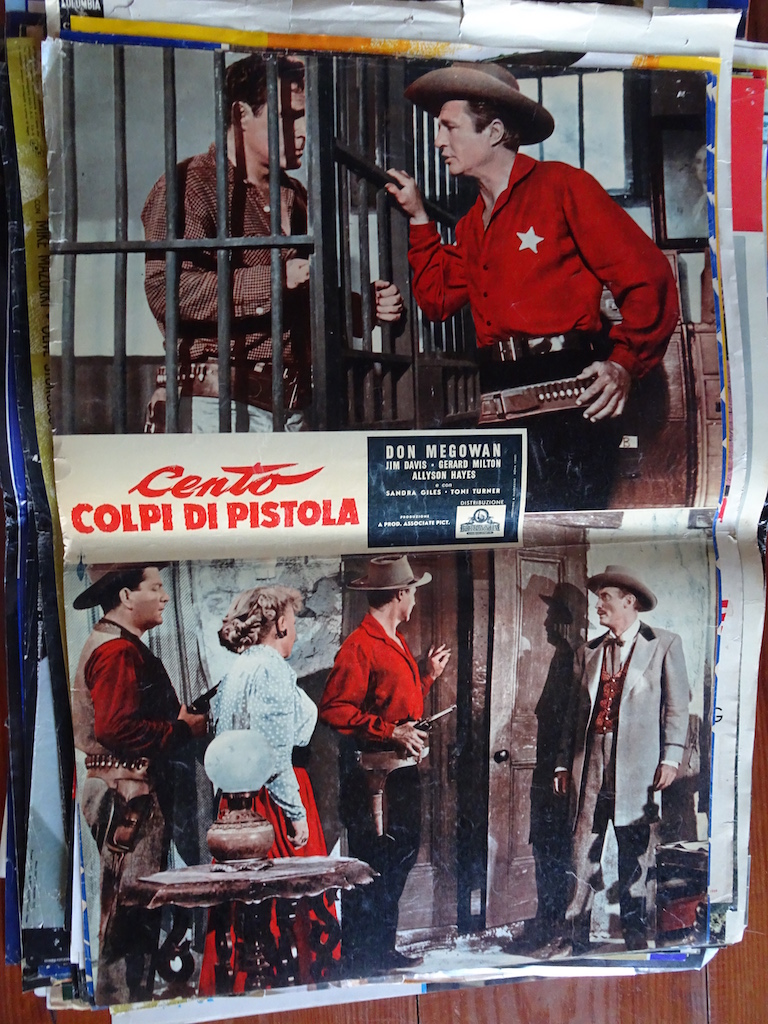 COLUMBIA
Cento
COLPI DI PISTOLA
DON MEGOWAN
JIM DAVIS • GERARD MILTON
ALLYSON HAYES
e con
SANDRA GILES • TONI TURNER
DISTRIBUZIONE
PRODUZIONE
A PROD. ASSOCIATE PICT.
G